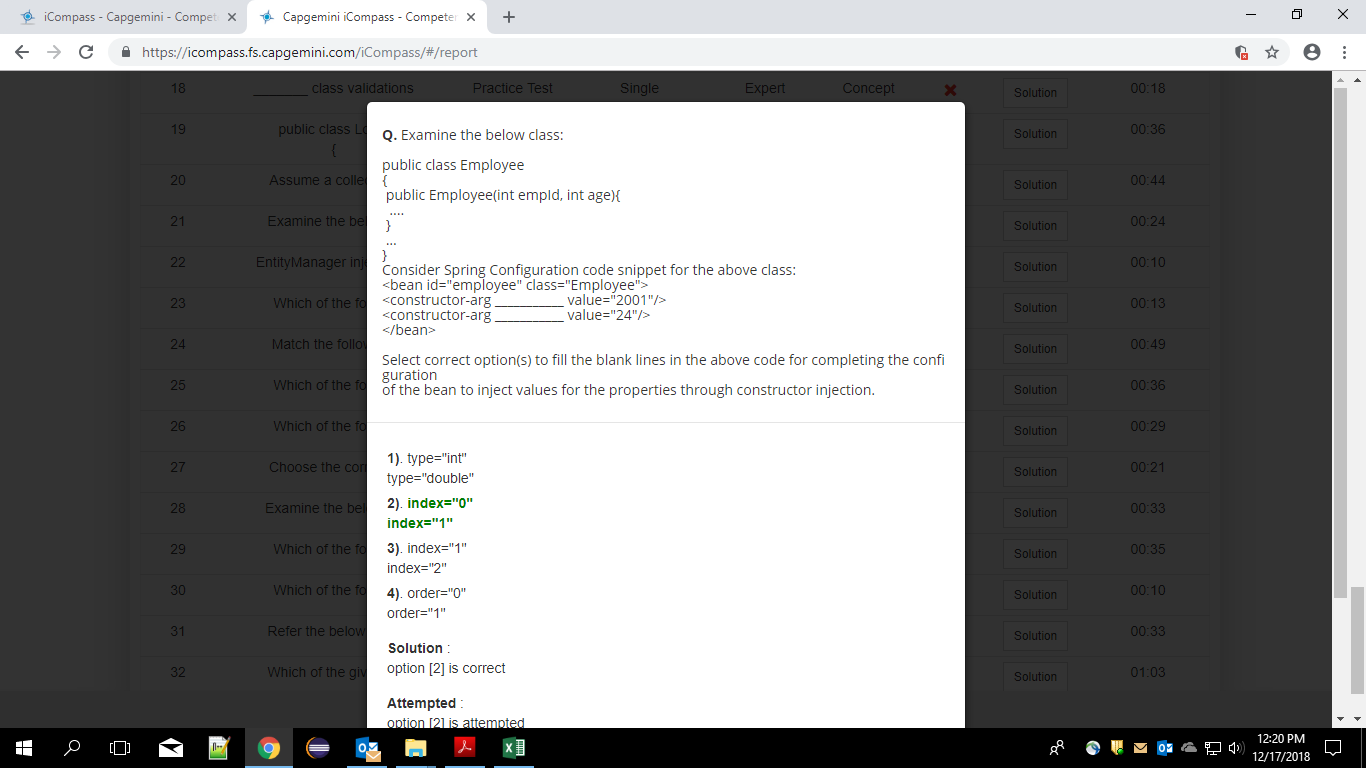 iCompass - Capgemini - Compet
Capgemini iCompass - Competen
https://icompass.fs.capgemini.com/iCompass/#/report
18 ________ class validations Practice Test Single Expert Concept Solution 00:18
19 public class Lo Solution 00:36
{
20 Assume a colle Solution 00:44
21 Examine the bel Solution 00:24
22 EntityManager inj Solution 00:10
23 Which of the fo Solution 00:13
24 Match the follow Solution 00:49
25 Which of the fo Solution 00:36
26 Which of the fo Solution 00:29
27 Choose the corr Solution 00:21
28 Examine the bel Solution 00:33
29 Which of the fo Solution 00:35
30 Which of the fo Solution 00:10
31 Refer the below Solution 00:33
32 Which of the giv Solution 01:03
Q. Examine the below class:
public class Employee
{
public Employee(int empId, int age){
....
}
...
}
Consider Spring Configuration code snippet for the above class:
<bean id="employee" class="Employee">
<constructor-arg __________ value="2001"/>
<constructor-arg __________ value="24"/>
</bean>
Select correct option(s) to fill the blank lines in the above code for completing the confi
guration
of the bean to inject values for the properties through constructor injection.
1). type="int"
type="double"
2). index="0"
index="1"
3). index="1"
index="2"
4). order="0"
order="1"
Solution :
option [2] is correct
Attempted :
option [2] is attempted
12:20 PM
12/17/2018